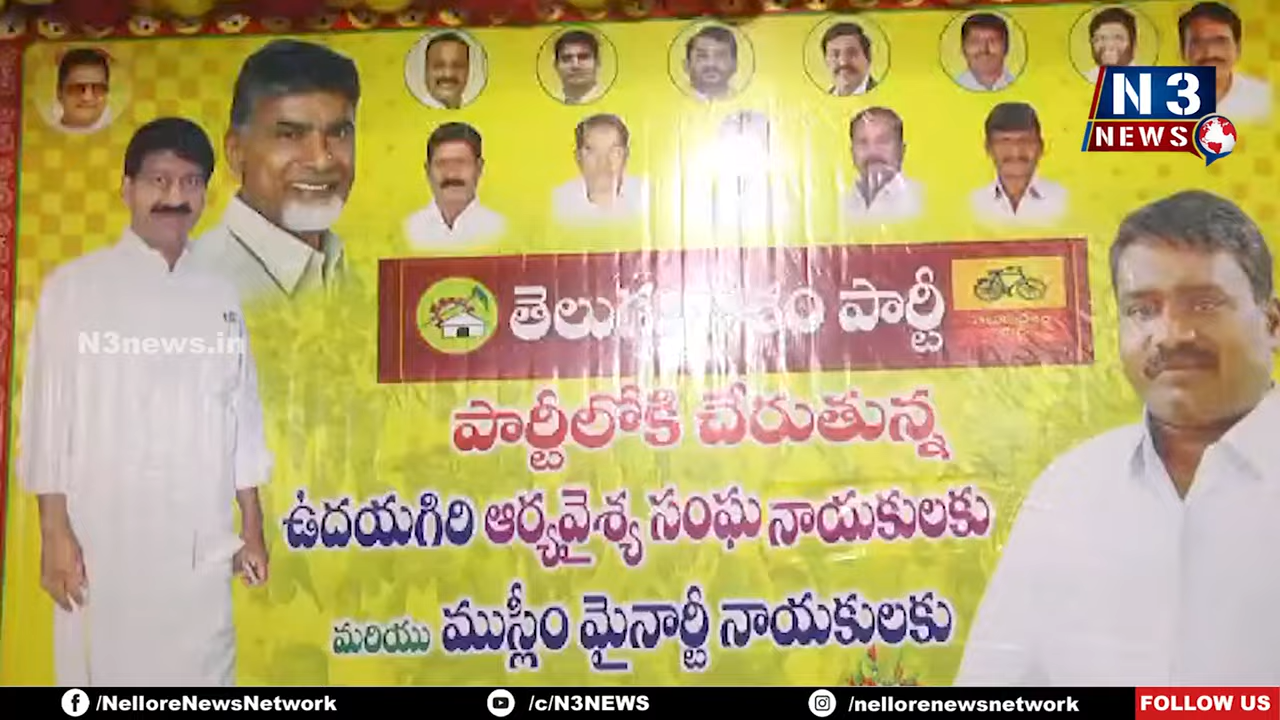 N3
NEWS
తెలుగుదేశం పార్టీ
N3news.in
పార్టీలోకి చేరుతున్న
ఉదయగిరి ఆర్యవైశ్య సంఘ నాయకులకు
మరియు ముస్లీం మైనార్టీ నాయకులకు
/NelloreNewsNetwork
/c/N3NEWS
/nellorenewsnetwork
FOLLOW US